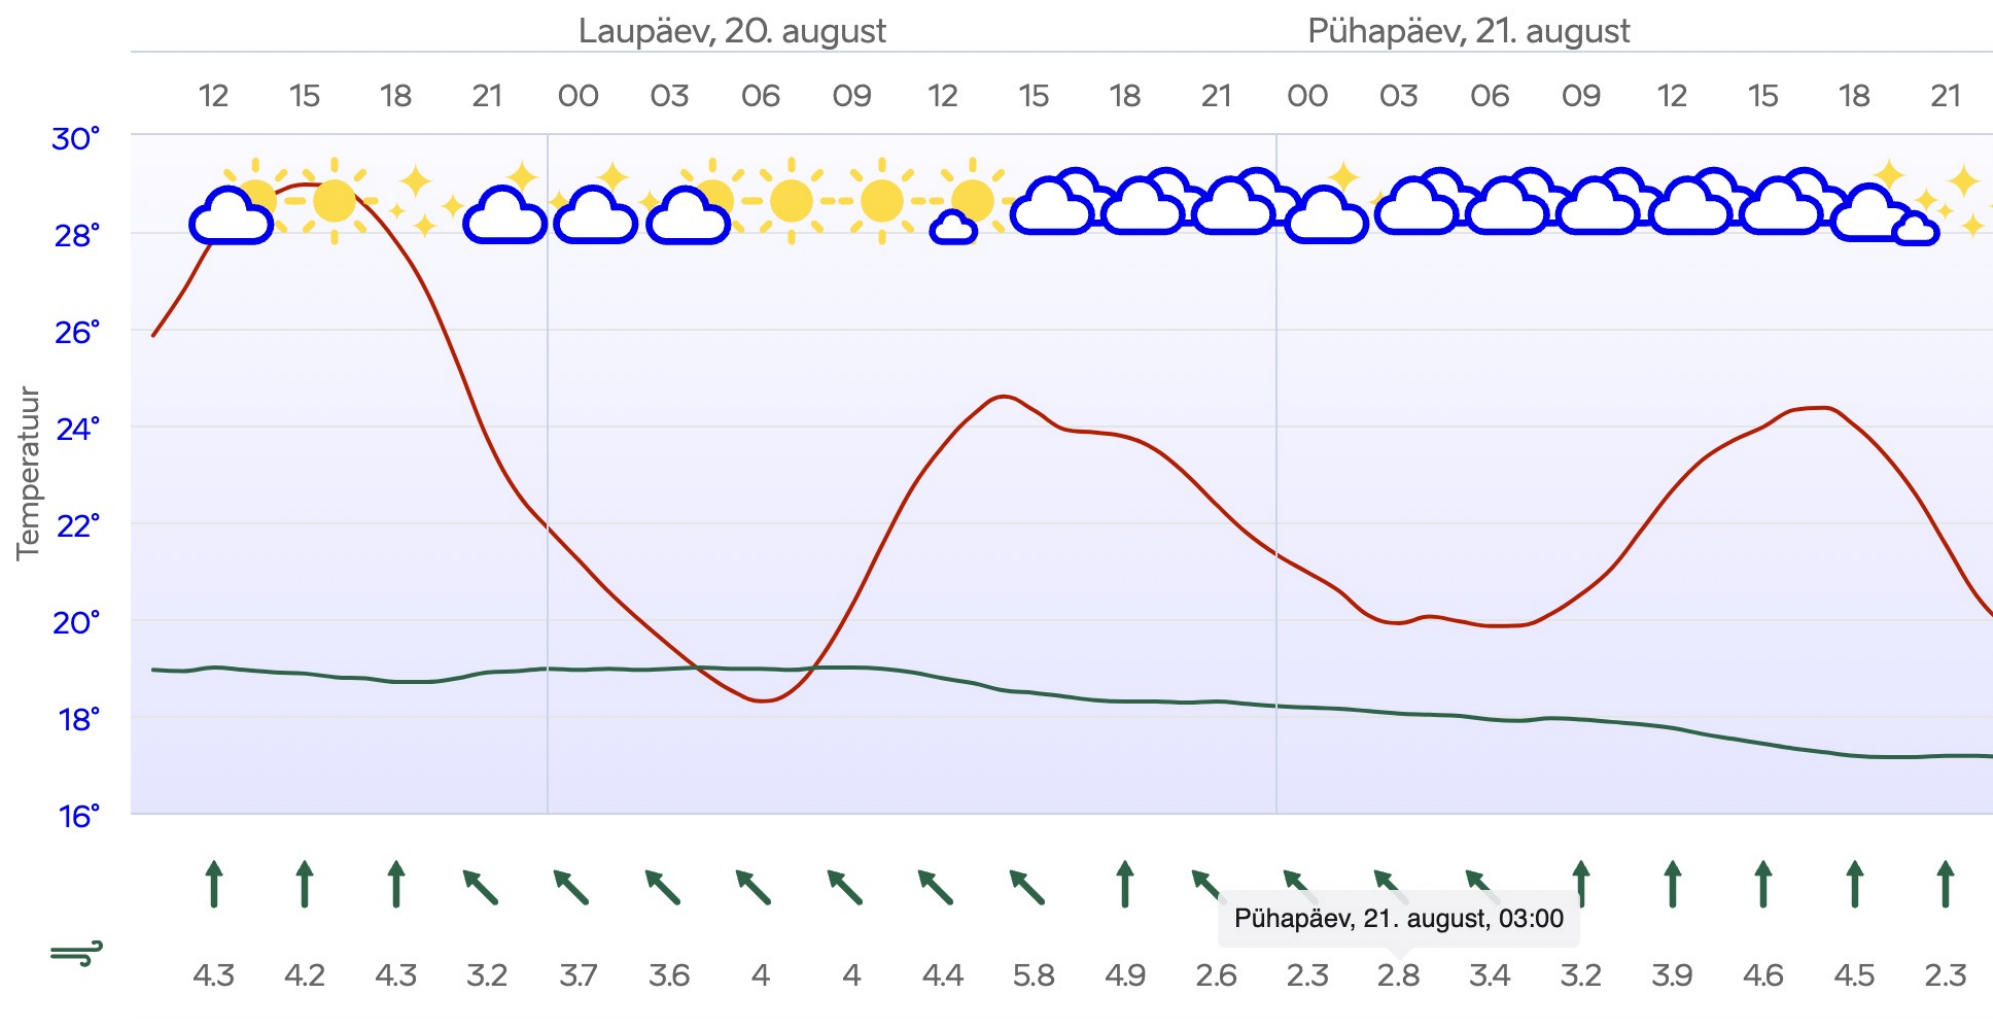 Laupäev, 20. august Pühapäev, 21. august
12 15 18 21 00 03 06 09 12 15 18 21 00 03 06 09 12 15 18 21
30°
28°
26°
24°
22°
20°
18°
16°
Temperatuur
Pühapäev, 21. august, 03:00
4.3 4.2 4.3 3.2 3.7 3.6 4 4 4.4 5.8 4.9 2.6 2.3 2.8 3.4 3.2 3.9 4.6 4.5 2.3